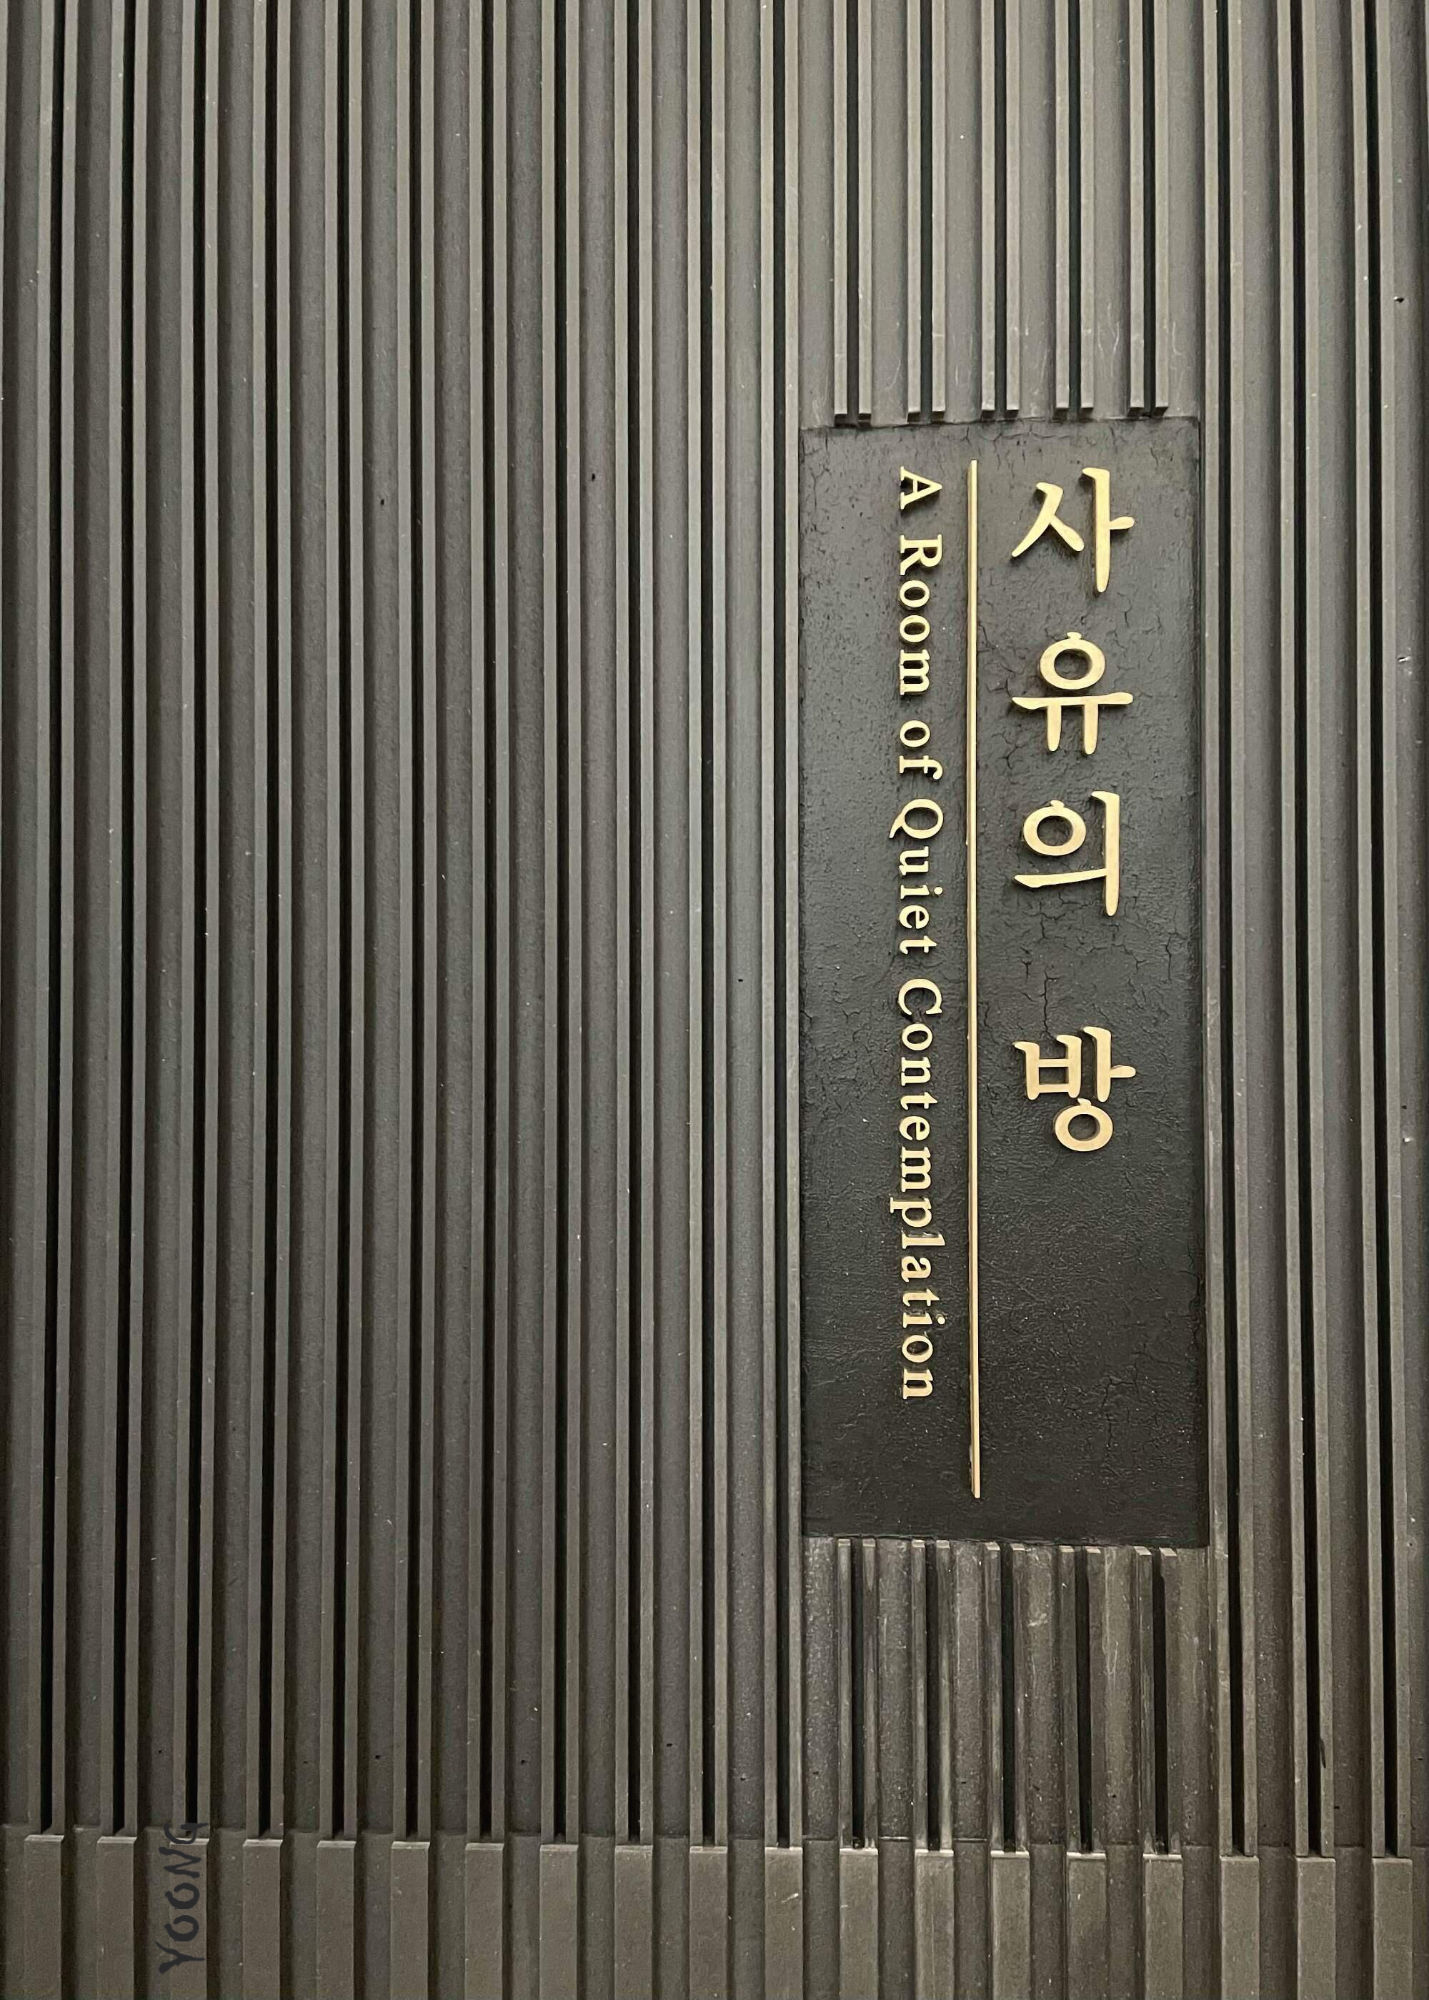 사유의 방
A Room of Quiet Contemplation
YOONG